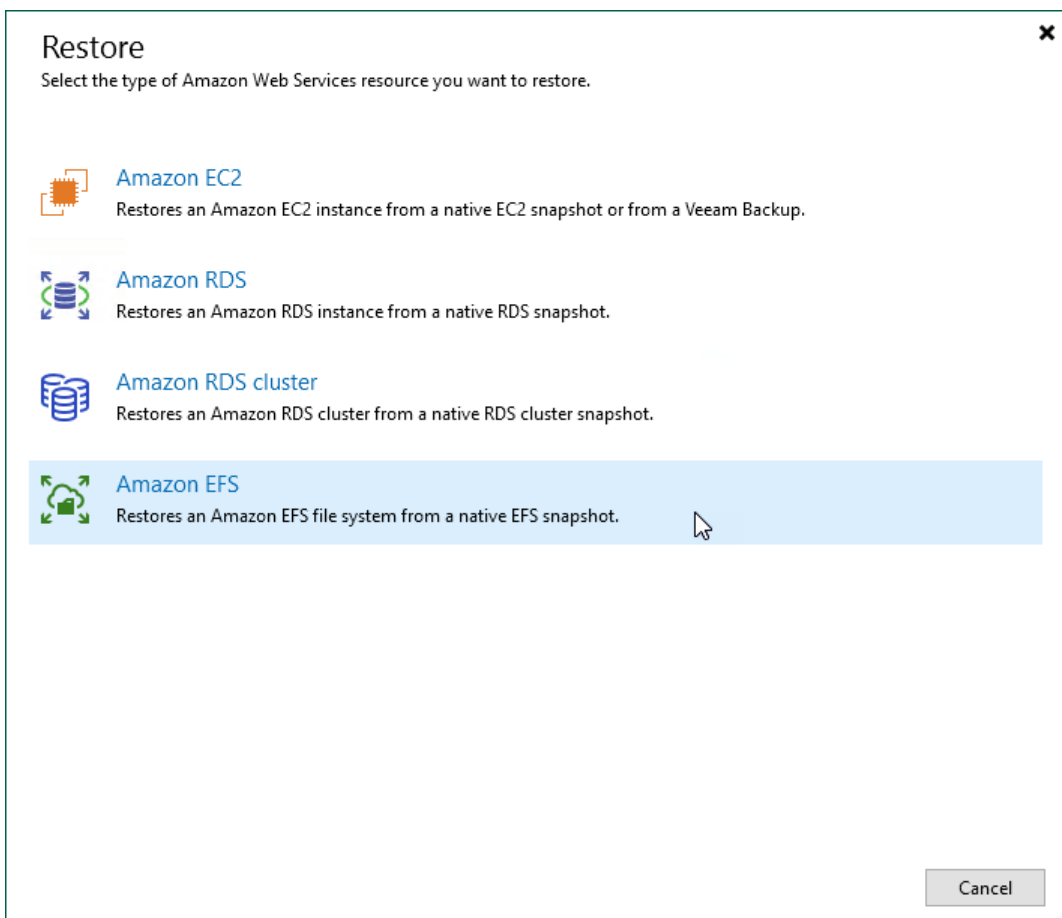 Restore
Select the type of Amazon Web Services resource you want to restore.
Amazon EC2
Restores an Amazon EC2 instance from a native EC2 snapshot or from a Veeam Backup.
Amazon RDS
Restores an Amazon RDS instance from a native RDS snapshot.
Amazon RDS cluster
Restores an Amazon RDS cluster from a native RDS cluster snapshot.
Amazon EFS
Restores an Amazon EFS file system from a native EFS snapshot.
Cancel